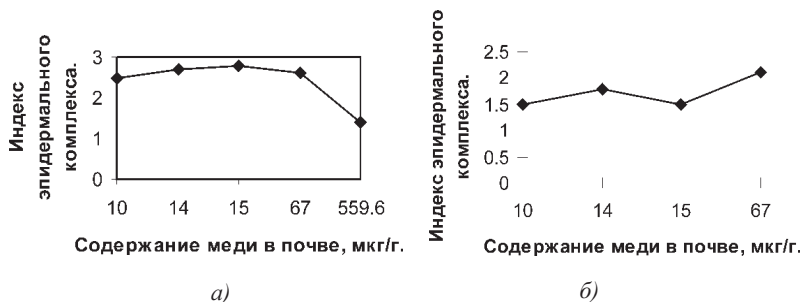 Индекс
эпидермального
комплекса.
3
2
1
0
10 14 15 67 559.6
Содержание меди в почве, мкг/г.
а)
Индекс эпидермального
комплекса.
2.5
2
1.5
1
0.5
0
10 14 15 67
Содержание меди в почве, мкг/г.
б)